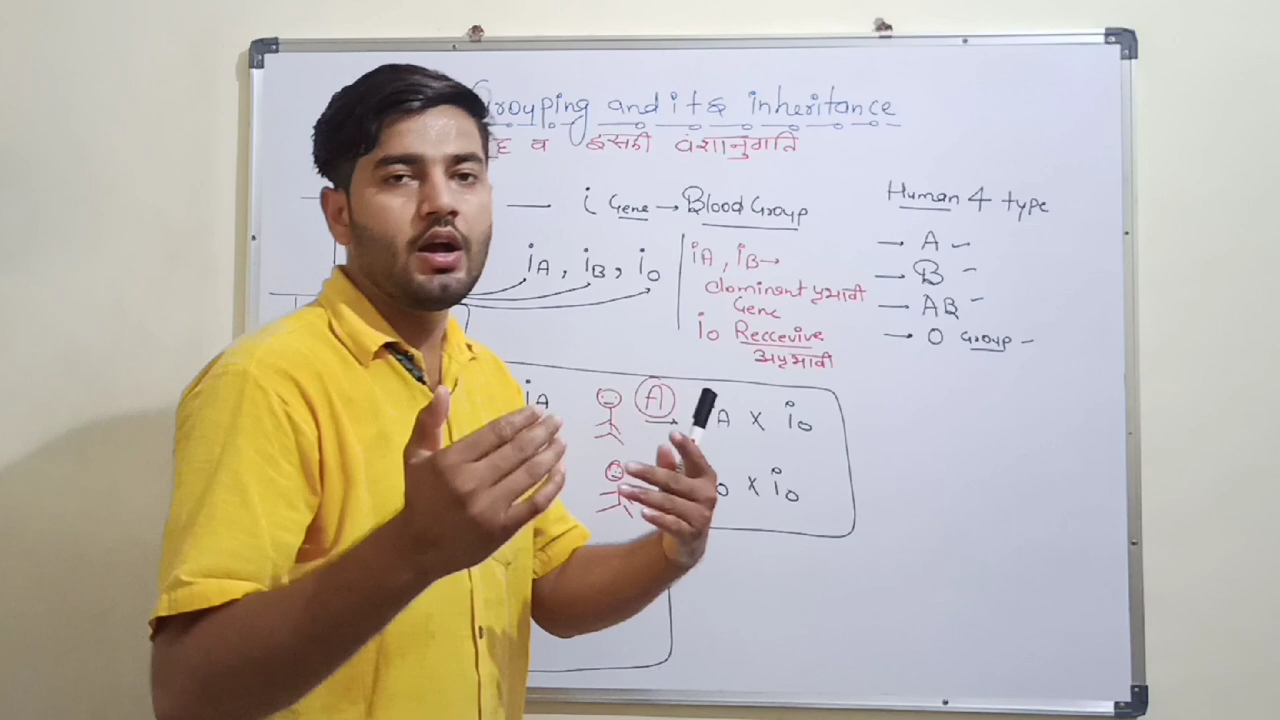 Grouping and its inheritance
व इसकी वंशानुगति
i Gene → Blood Group
iA, iB, io
iA, iB →
dominant प्रभावी
Gene
io Reccevive
अप्रभावी
Human 4 type
→ A -
→ B -
→ AB -
→ O Group -
iA
A
A X io
o X io